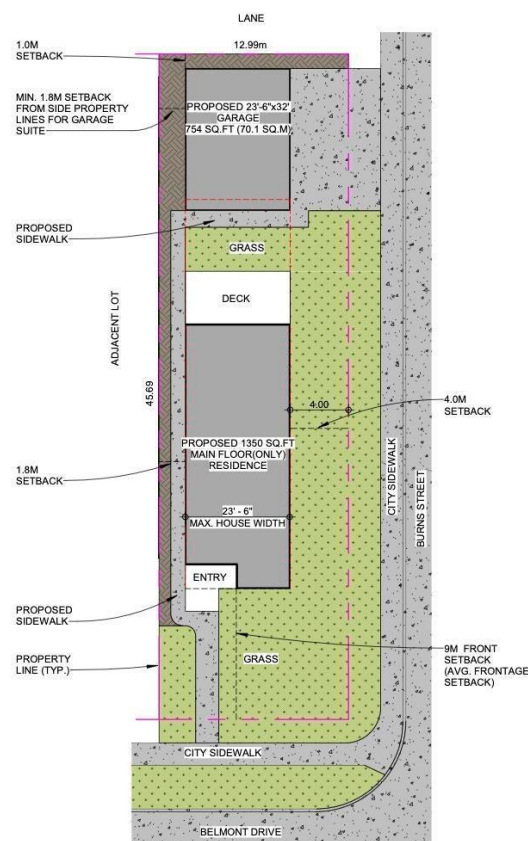 LANE
1.0M
SETBACK
12.99m
MIN. 1.8M SETBACK
FROM SIDE PROPERTY
LINES FOR GARAGE
SUITE
PROPOSED 23'-6"x32'
GARAGE
754 SQ.FT (70.1 SQ.M)
PROPOSED
SIDEWALK
GRASS
DECK
ADJACENT LOT
45.69
4.00
4.0M
SETBACK
CITY SIDEWALK
BURNS STREET
PROPOSED 1350 SQ.FT
MAIN FLOOR(ONLY)
RESIDENCE
1.8M
SETBACK
23' - 6"
MAX. HOUSE WIDTH
ENTRY
PROPOSED
SIDEWALK
PROPERTY
LINE (TYP.)
GRASS
9M FRONT
SETBACK
(AVG. FRONTAGE
SETBACK)
CITY SIDEWALK
BELMONT DRIVE